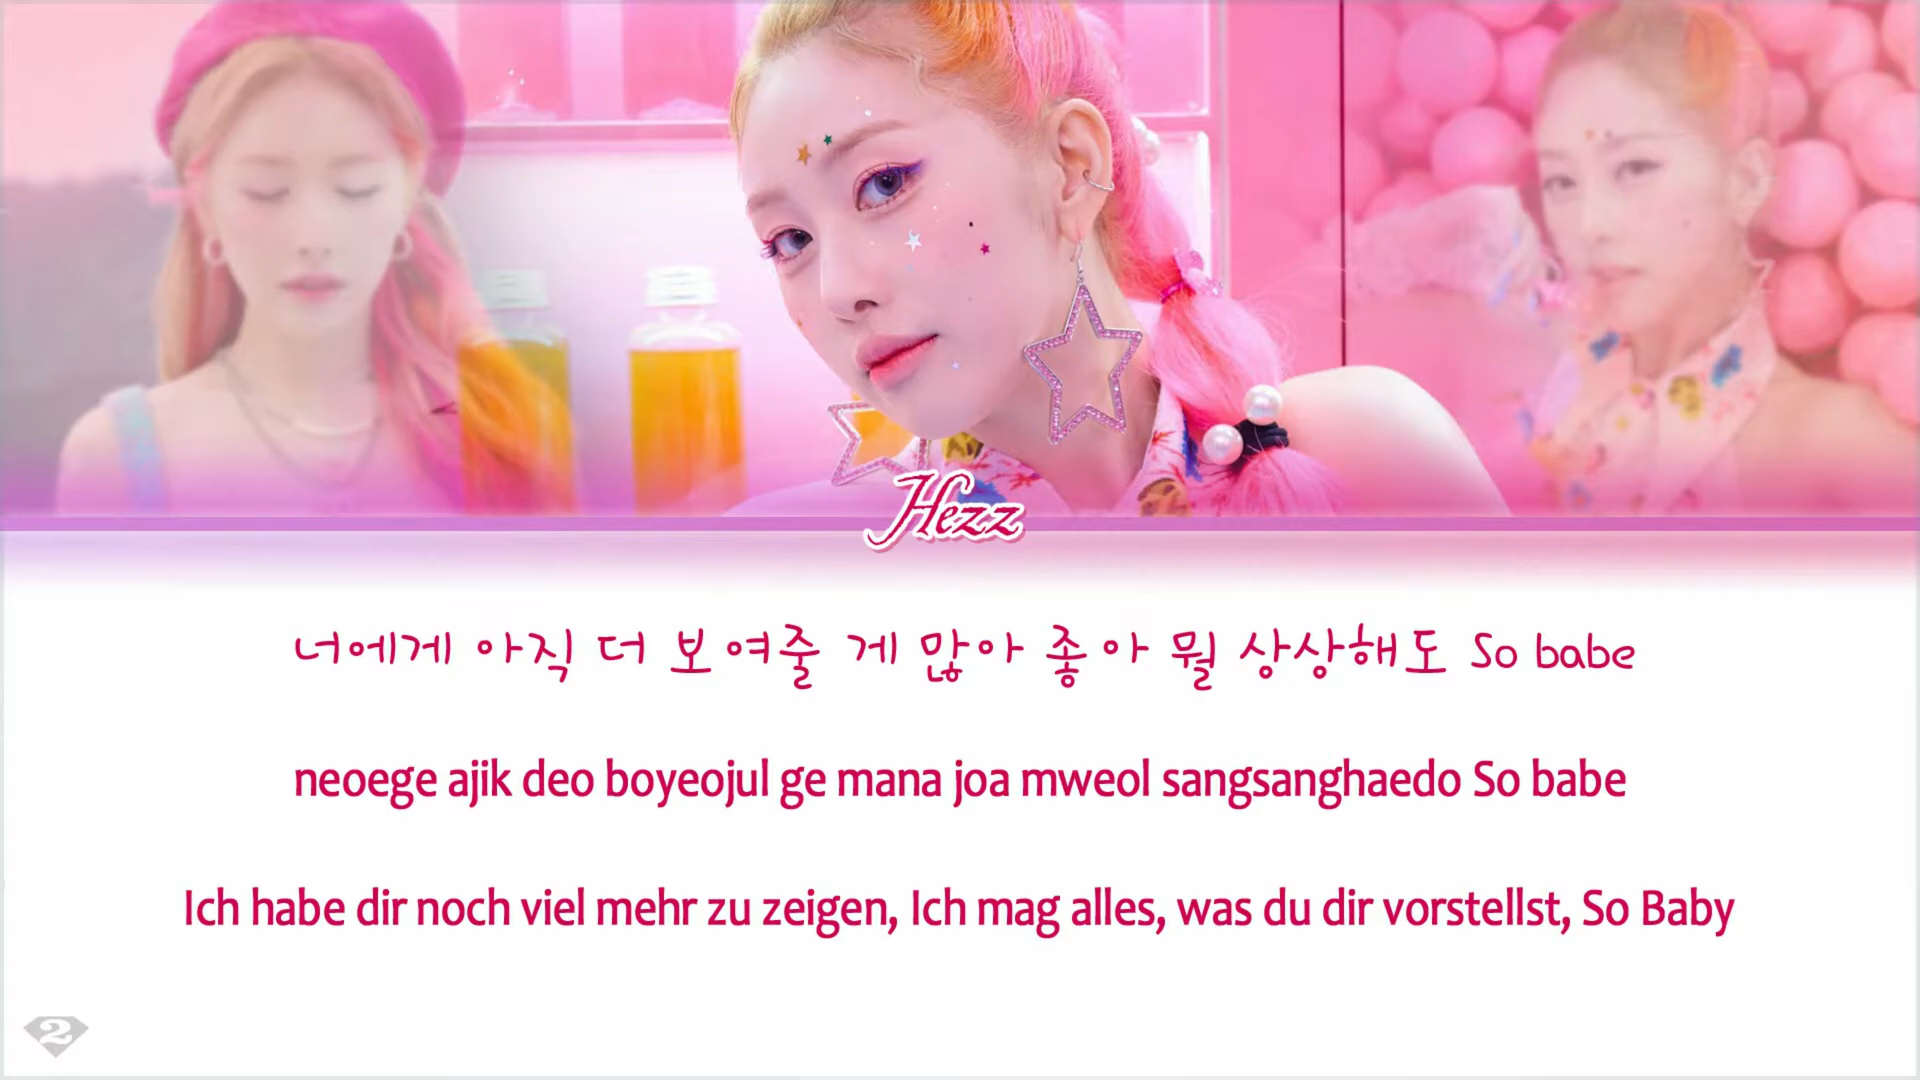 Hezz
너에게 아직 더 보여줄 게 많아 좋아 뭘 상상해도 So babe
neoege ajik deo boyeojul ge mana joa mweol sangsanghaedo So babe
Ich habe dir noch viel mehr zu zeigen, Ich mag alles, was du dir vorstellst, So Baby
2